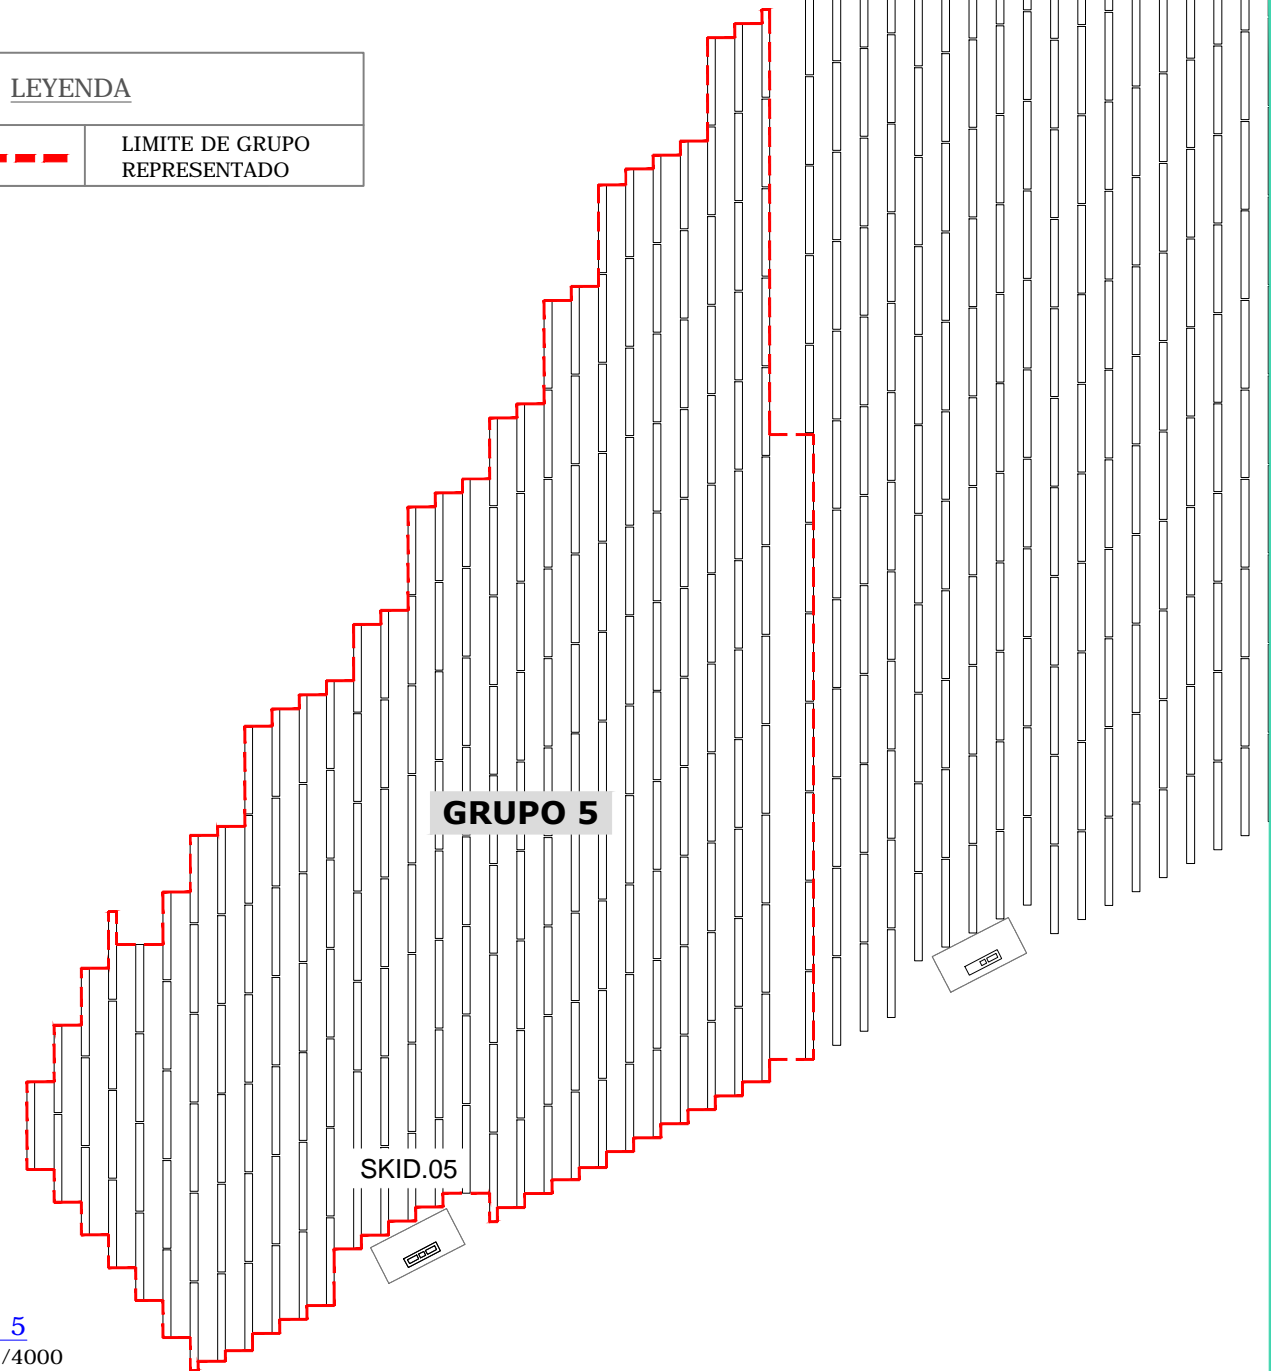 LEYENDA
LIMITE DE GRUPO
REPRESENTADO
GRUPO 5
SKID.05
5
/4000